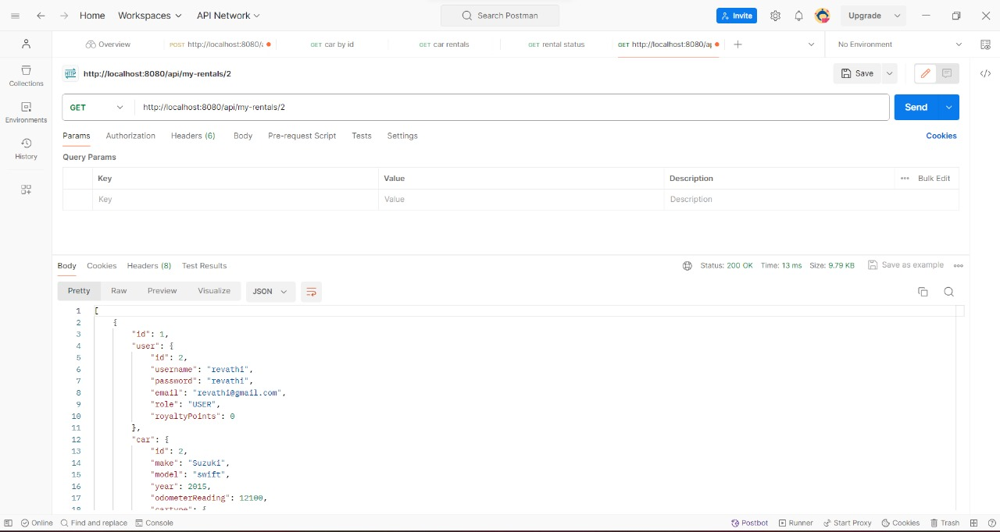 Home Workspaces API Network Search Postman Invite Upgrade
Overview POST http://localhost:8080/a GET car by id GET car rentals GET rental status GET http://localhost:8080/ap No Environment
http://localhost:8080/api/my-rentals/2 Save
Collections
GET http://localhost:8080/api/my-rentals/2 Send
Environments
Params Authorization Headers (6) Body Pre-request Script Tests Settings Cookies
History
Query Params
Key Value Description Bulk Edit
Key Value Description
Body Cookies Headers (8) Test Results Status: 200 OK Time: 13 ms Size: 9.79 KB Save as example
Pretty Raw Preview Visualize JSON
1 [
2 {
3 "id": 1,
4 "user": {
5 "id": 2,
6 "username": "revathi",
7 "password": "revathi",
8 "email": "revathi@gmail.com",
9 "role": "USER",
10 "royaltyPoints": 0
11 },
12 "car": {
13 "id": 2,
14 "make": "Suzuki",
15 "model": "swift",
16 "year": 2015,
17 "odometerReading": 12100,
18 "cartype": {
Online Find and replace Console Postbot Runner Start Proxy Cookies Trash